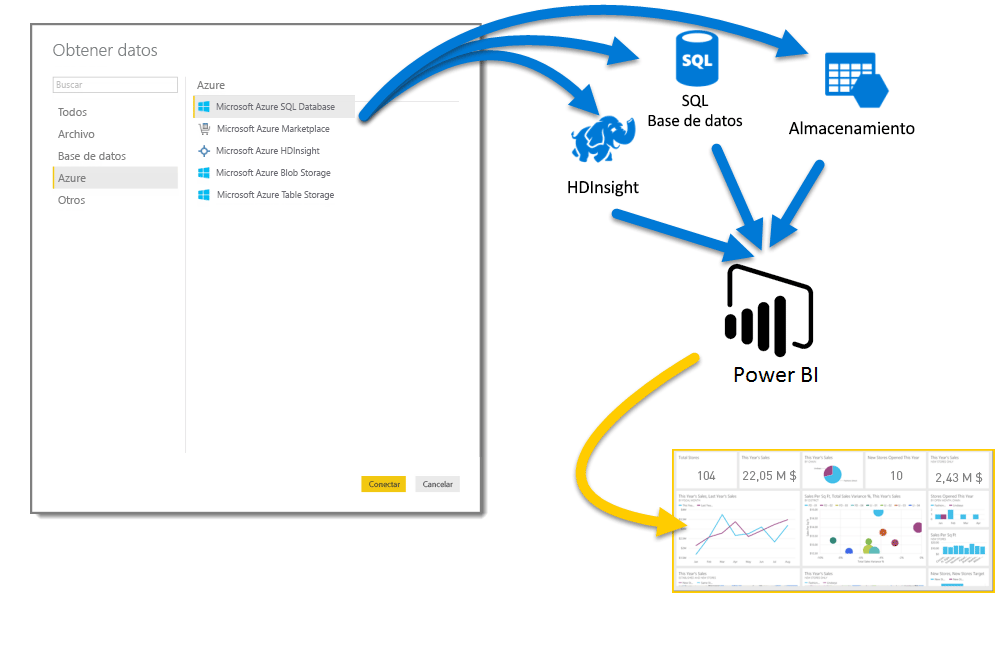 Obtener datos
Buscar
Todos
Archivo
Base de datos
Azure
Otros
Azure
Microsoft Azure SQL Database
Microsoft Azure Marketplace
Microsoft Azure HDInsight
Microsoft Azure Blob Storage
Microsoft Azure Table Storage
Conectar
Cancelar
HDInsight
SQL
SQL
Base de datos
Almacenamiento
Power BI
Total Stores
104
This Year's Sales
22,05 M $
This Year's Sales
New Stores Opened This Year
10
This Year's Sales
2,43 M $
This Year's Sales, Last Year's Sales
Sales Per Sq Ft, Total Sales Variance %, This Year's Sales
Stores Opened This Year
Sales Per Sq Ft
This Year's Sales
This Year's Sales
New Stores, New Stores Target